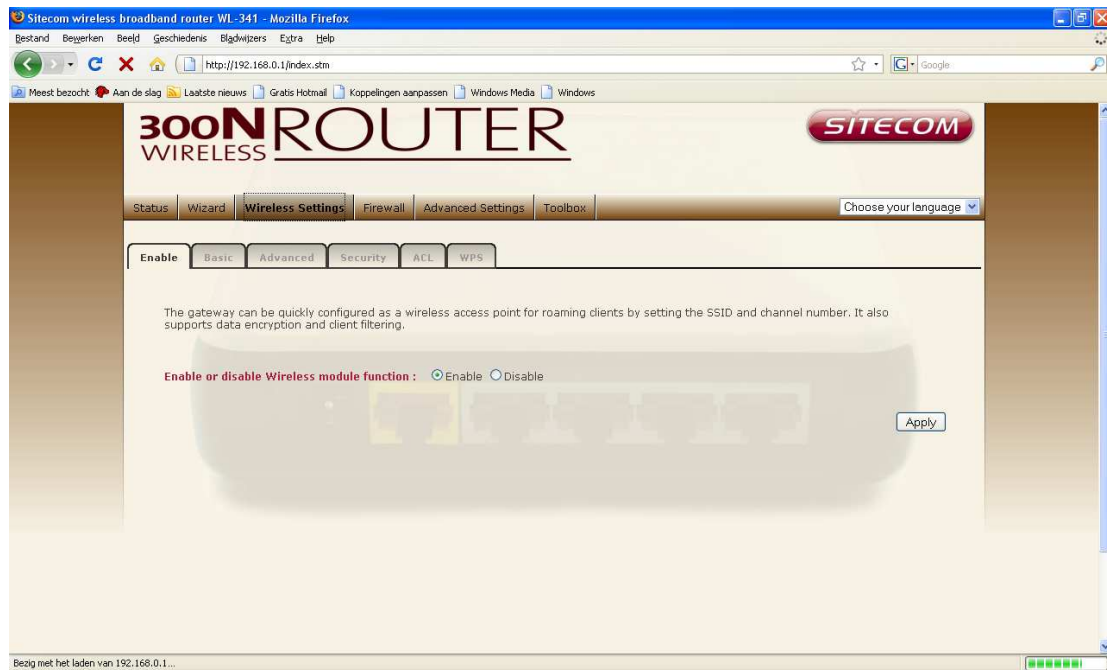 Sitecom wireless broadband router WL-341 - Mozilla Firefox
Bestand Bewerken Beeld Geschiedenis Bladwijzers Extra Help
http://192.168.0.1/index.stm
G Google
Meest bezocht Aan de slag Laatste nieuws Gratis Hotmail Koppelingen aanpassen Windows Media Windows
300N ROUTER
WIRELESS
SITECOM
Status Wizard Wireless Settings Firewall Advanced Settings Toolbox Choose your language
Enable Basic Advanced Security ACL WPS
The gateway can be quickly configured as a wireless access point for roaming clients by setting the SSID and channel number. It also
supports data encryption and client filtering.
Enable or disable Wireless module function : Enable Disable
Apply
Bezig met het laden van 192.168.0.1...